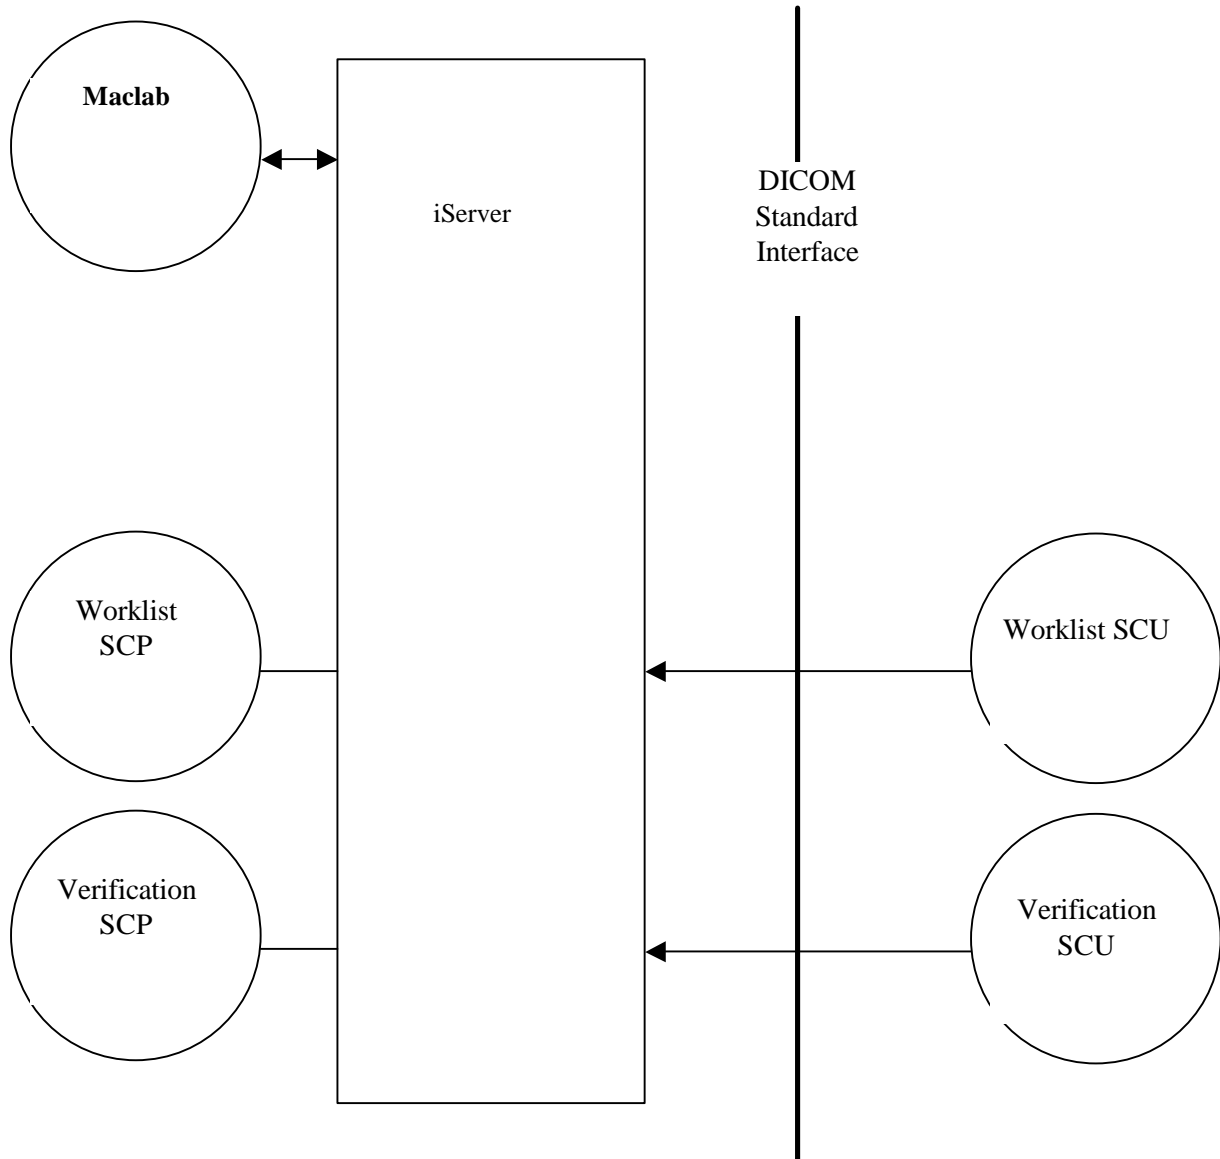 Maclab
iServer
DICOM
Standard
Interface
Worklist
SCP
Worklist SCU
Verification
SCP
Verification
SCU